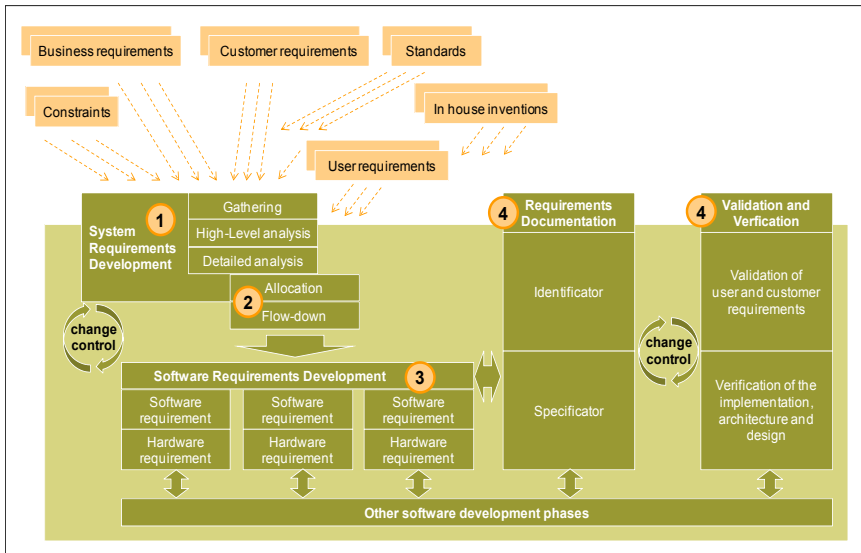 Business requirements
Customer requirements
Standards
Constraints
In house inventions
User requirements
1
System
Requirements
Development
Gathering
High-Level analysis
Detailed analysis
2
Allocation
Flow-down
change
control
Software Requirements Development
3
Software
requirement
Hardware
requirement
Software
requirement
Hardware
requirement
Software
requirement
Hardware
requirement
4
Requirements
Documentation
Identificator
Specificator
change
control
4
Validation and
Verfication
Validation of
user and customer
requirements
Verification of the
implementation,
architecture and
design
Other software development phases